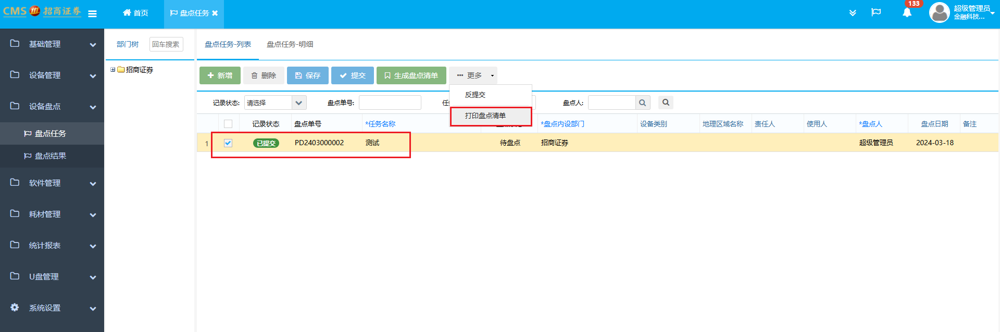 CMS 招商证券
首页
盘点任务
133
超级管理员
金融科技...
基础管理
设备管理
设备盘点
盘点任务
盘点结果
软件管理
耗材管理
统计报表
U盘管理
系统设置
部门树 回车搜索
招商证券
盘点任务-列表 盘点任务-明细
新增 删除 保存 提交 生成盘点清单 更多
反提交
打印盘点清单
记录状态: 请选择 盘点单号: 盘点人:
记录状态 盘点单号 *任务名称 *盘点内设部门 设备类别 地理区域名称 责任人 使用人 *盘点人 盘点日期 备注
1 已提交 PD2403000002 测试 待盘点 招商证券 超级管理员 2024-03-18